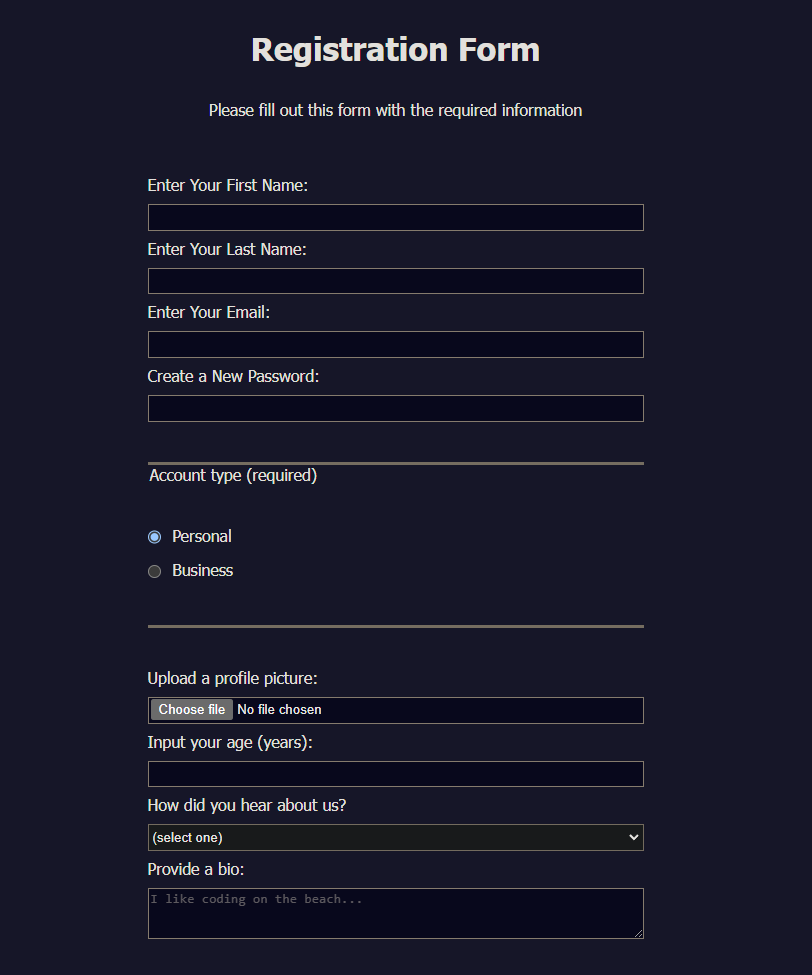 Registration Form
Please fill out this form with the required information
Enter Your First Name:
Enter Your Last Name:
Enter Your Email:
Create a New Password:
Account type (required)
Personal
Business
Upload a profile picture:
Choose file No file chosen
Input your age (years):
How did you hear about us?
(select one)
Provide a bio:
I like coding on the beach...